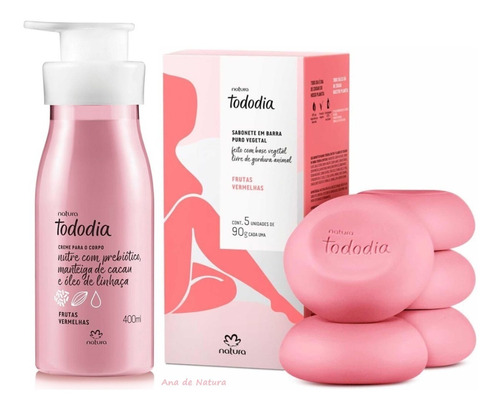 natura
tododia
CREME PARA O CORPO
nutre com prebiótico,
manteiga de cacau
e óleo de linhaça
FRUTAS
VERMELHAS
400ml
natura
natura
tododia
SABONETE EM BARRA
PURO VEGETAL
feito com base vegetal
livre de gordura animal
FRUTAS
VERMELHAS
CONT. 5 UNIDADES DE
90g CADA UMA
natura
natura
tododia
Ana de Natura